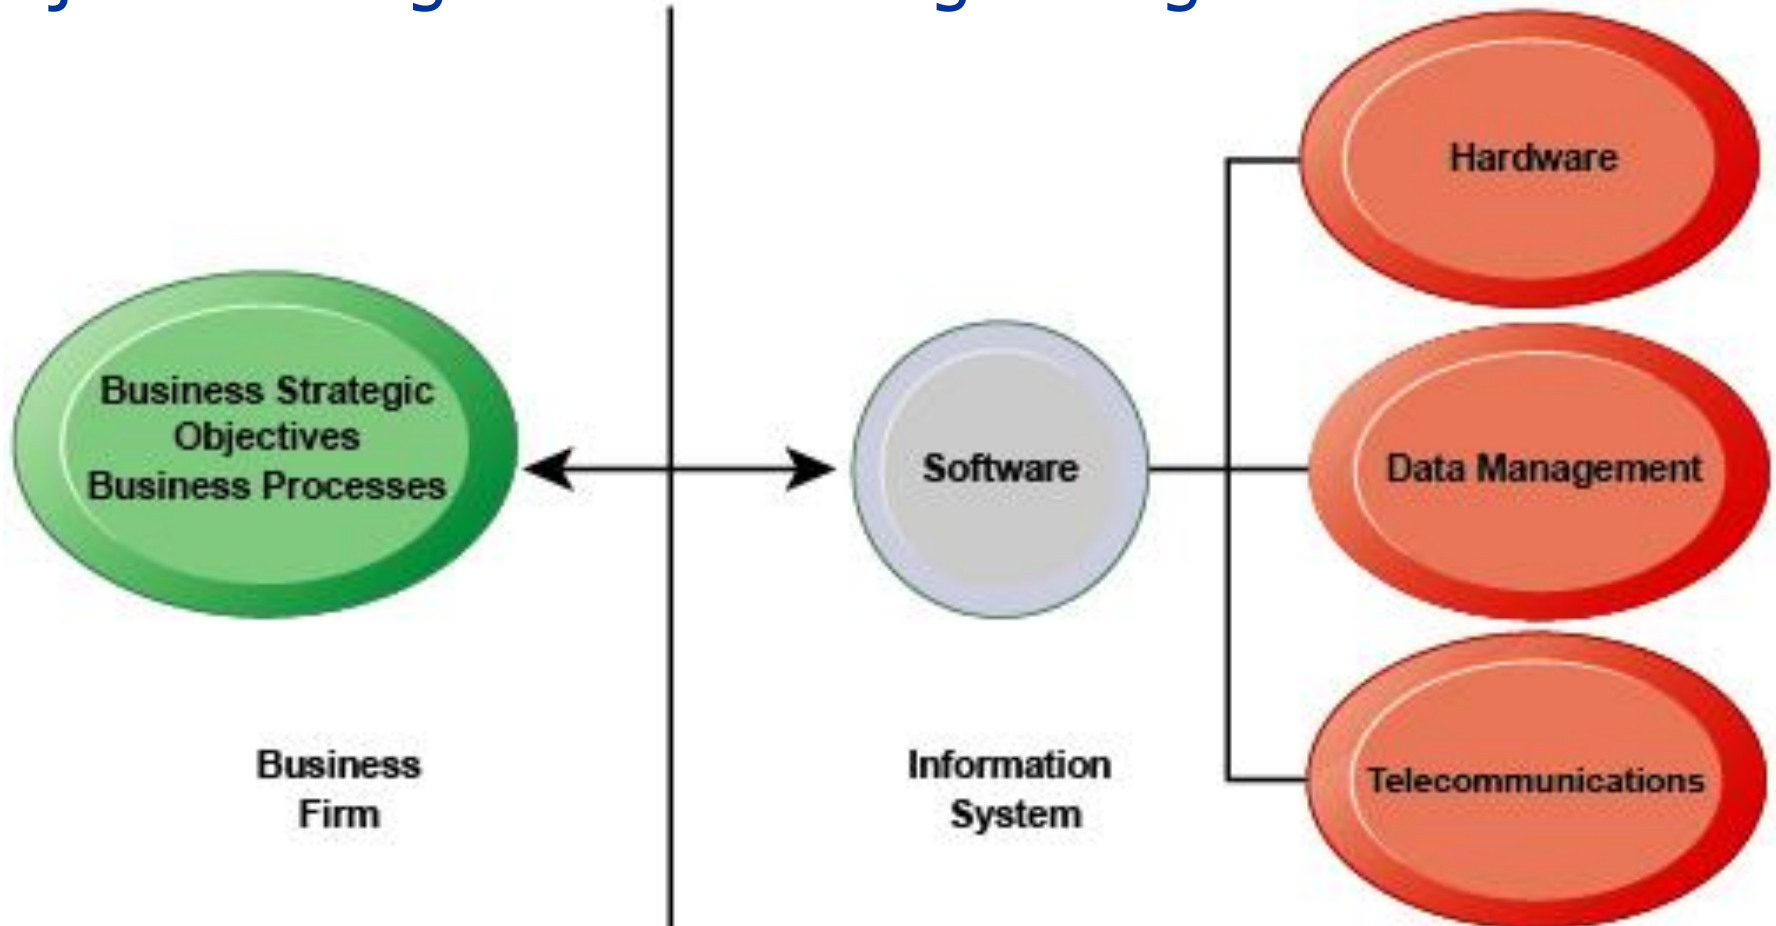 Business Strategic
Objectives
Business Processes
Business
Firm
Software
Information
System
Hardware
Data Management
Telecommunications